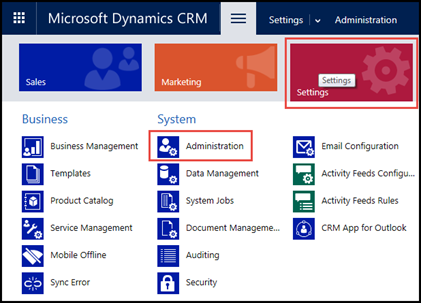 Microsoft Dynamics CRM
Settings
Administration
Sales
Marketing
Settings
Settings
Business
System
Business Management
Administration
Email Configuration
Templates
Data Management
Activity Feeds Configu...
Product Catalog
System Jobs
Activity Feeds Rules
Service Management
Document Manageme...
CRM App for Outlook
Mobile Offline
Auditing
Sync Error
Security